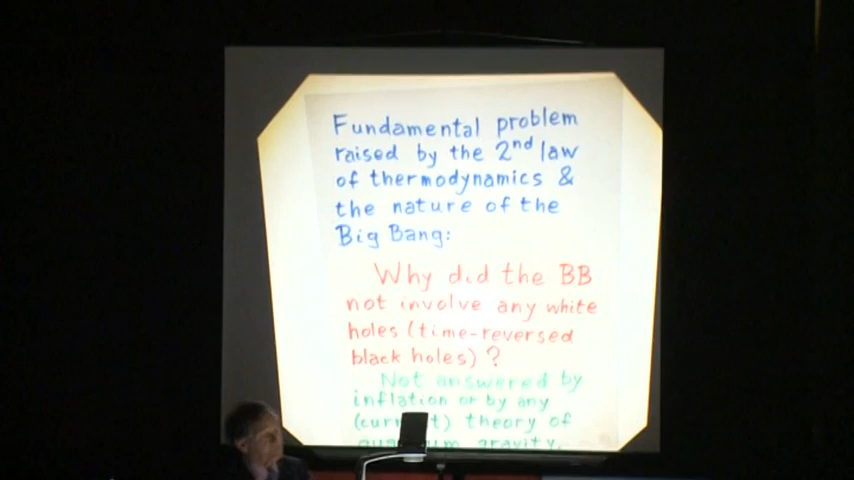 Fundamental problem
raised by the 2nd law
of thermodynamics &
the nature of the
Big Bang:
Why did the BB
not involve any white
holes (time-reversed
black holes)?
Not answered by
inflation or by any
theory of
gravity.